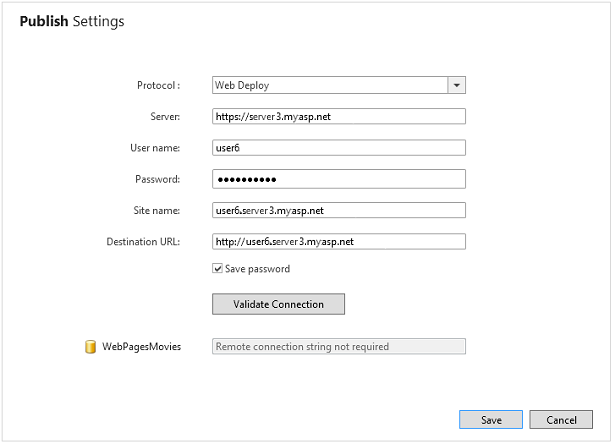 Publish Settings
Protocol : Web Deploy
Server: https://server3.myasp.net
User name: user6
Password: ●●●●●●●●●●
Site name: user6.server3.myasp.net
Destination URL: http://user6.server3.myasp.net
Save password
Validate Connection
WebPagesMovies Remote connection string not required
Save Cancel